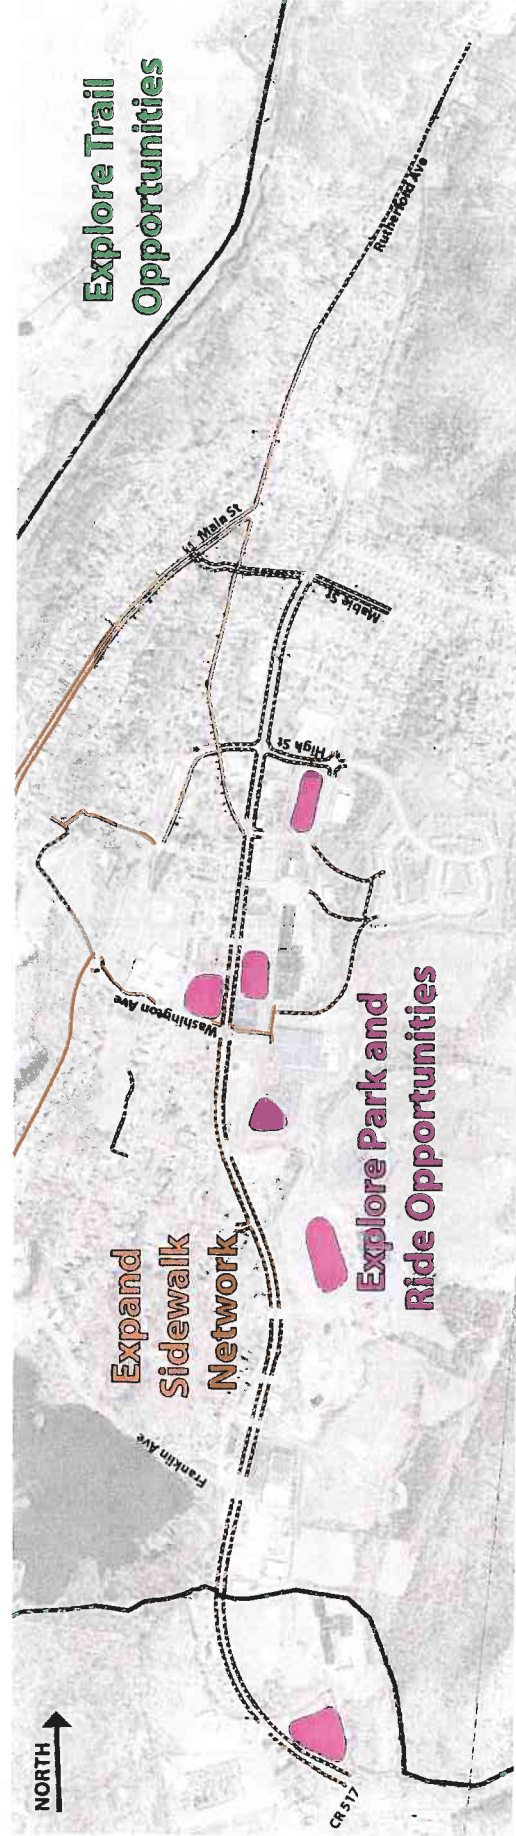 Explore Trail
Opportunities
Rutherford Ave
Main St
Mabie St
High St
Washington Ave
Explore Park and
Ride Opportunities
Expand
Sidewalk
Network
Franklin Ave
NORTH
CR 517